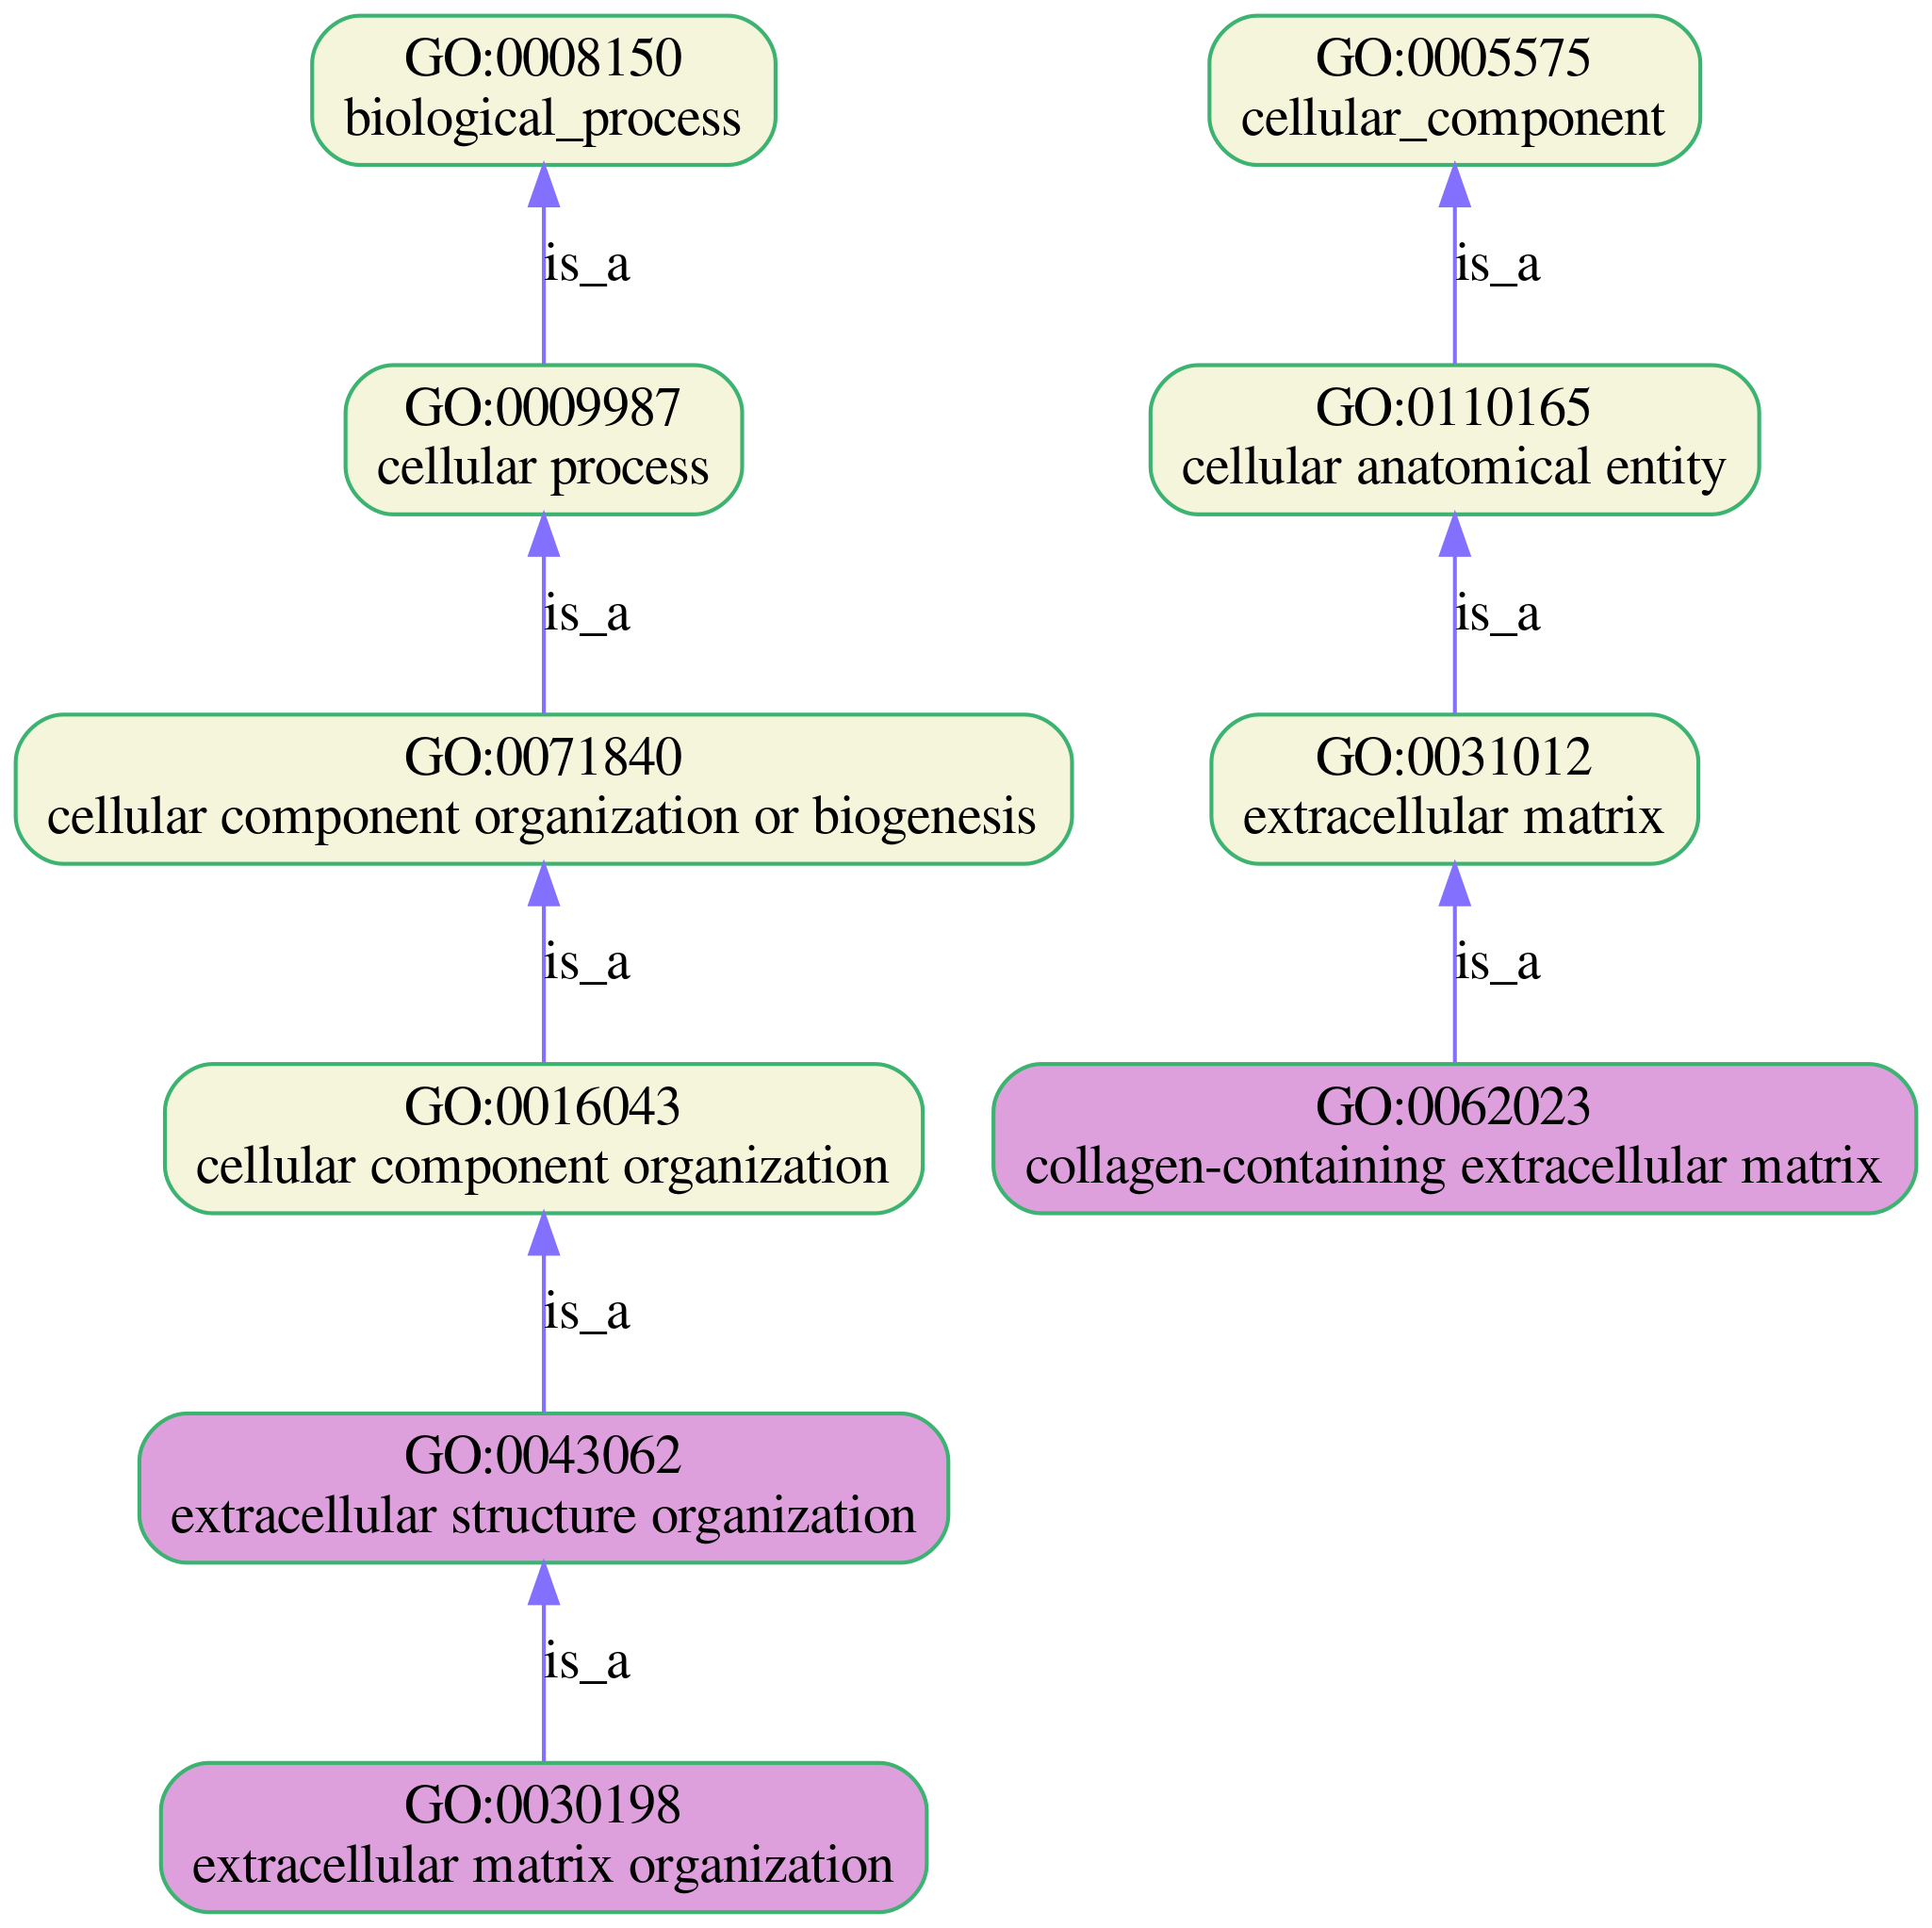 GO:0008150
biological_process
GO:0005575
cellular_component
is_a
is_a
GO:0009987
cellular process
GO:0110165
cellular anatomical entity
is_a
is_a
GO:0071840
cellular component organization or biogenesis
GO:0031012
extracellular matrix
is_a
is_a
GO:0016043
cellular component organization
GO:0062023
collagen-containing extracellular matrix
is_a
GO:0043062
extracellular structure organization
is_a
GO:0030198
extracellular matrix organization